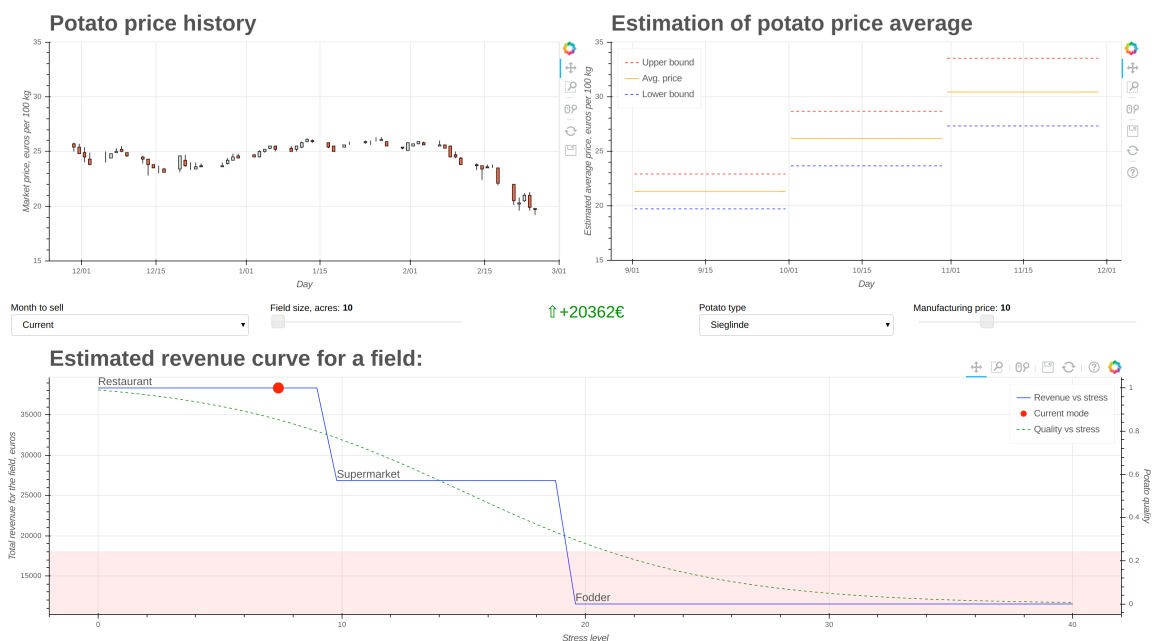 Potato price history
35
30
25
20
15
Market price, euros per 100 kg
12/01 12/15 1/01 1/15 2/01 2/15 3/01
Day
Estimation of potato price average
35
30
25
20
15
Estimated average price, euros per 100 kg
Upper bound
Avg. price
Lower bound
9/01 9/15 10/01 10/15 11/01 11/15 12/01
Day
Month to sell
Current
Field size, acres: 10
⇧+20362€
Potato type
Sieglinde
Manufacturing price: 10
Estimated revenue curve for a field:
35000
30000
25000
20000
15000
Total revenue for the field, euros
Restaurant
Supermarket
Fodder
Revenue vs stress
Current mode
Quality vs stress
1
0.8
0.6
0.4
0.2
0
Potato quality
0 10 20 30 40
Stress level